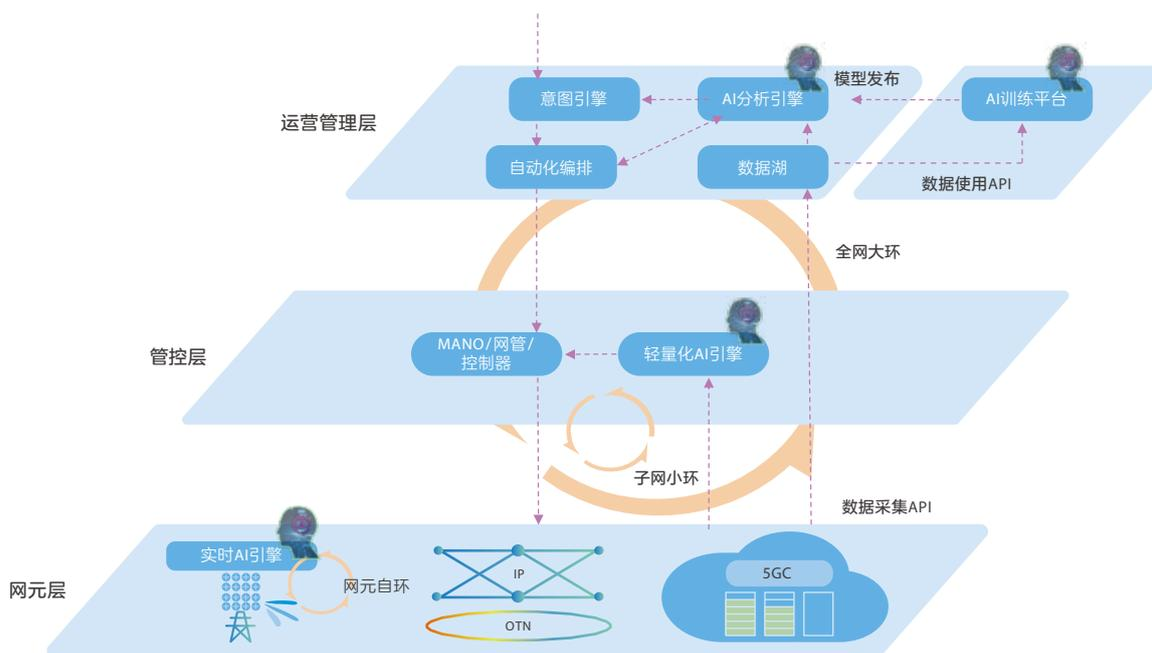 意图引擎
AI分析引擎
模型发布
AI训练平台
运营管理层
自动化编排
数据湖
数据使用API
全网大环
管控层
MANO/网管/
控制器
轻量化AI引擎
子网小环
数据采集API
网元层
实时AI引擎
网元自环
IP
OTN
5GC